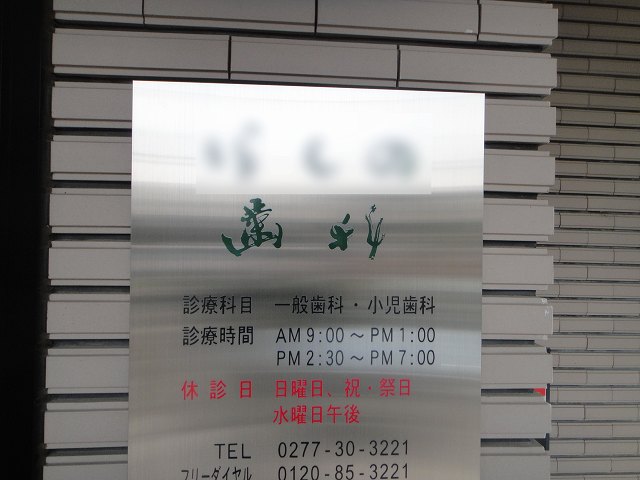 歯科
診療科目 一般歯科・小児歯科
診療時間 AM 9:00～PM 1:00
PM 2:30～PM 7:00
休診日 日曜日、祝・祭日
水曜日午後
TEL 0277-30-3221
フリーダイヤル 0120-85-3221